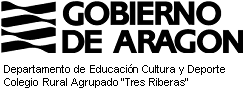 GOBIERNO
DE ARAGON
Departamento de Educación Cultura y Deporte
Colegio Rural Agrupado "Tres Riberas"